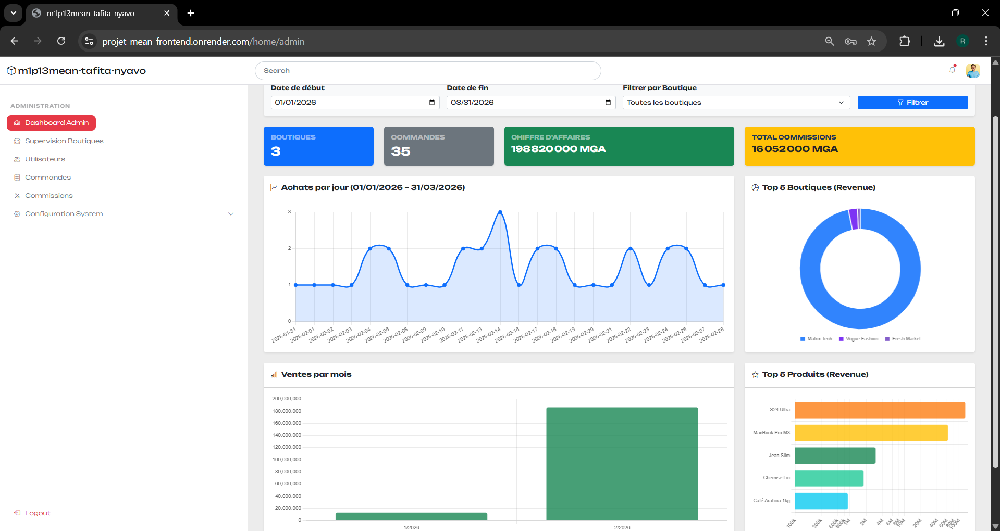 m1p13mean-tafita-nyavo
projet-mean-frontend.onrender.com/home/admin
R
m1p13mean-tafita-nyavo
Search
ADMINISTRATION
Dashboard Admin
Supervision Boutiques
Utilisateurs
Commandes
Commissions
Configuration System
Logout
Date de début
Date de fin
Filtrer par Boutique
01/01/2026
03/31/2026
Toutes les boutiques
Filtrer
BOUTIQUES
3
COMMANDES
35
CHIFFRE D'AFFAIRES
198 820 000 MGA
TOTAL COMMISSIONS
16 052 000 MGA
Achats par jour (01/01/2026 – 31/03/2026)
3
2
1
0
2026-01-31
2026-02-01
2026-02-02
2026-02-03
2026-02-04
2026-02-06
2026-02-08
2026-02-09
2026-02-10
2026-02-11
2026-02-13
2026-02-14
2026-02-16
2026-02-17
2026-02-18
2026-02-19
2026-02-20
2026-02-21
2026-02-22
2026-02-23
2026-02-24
2026-02-26
2026-02-27
2026-02-28
Top 5 Boutiques (Revenue)
Matrix Tech
Vogue Fashion
Fresh Market
Ventes par mois
200,000,000
180,000,000
160,000,000
140,000,000
120,000,000
100,000,000
80,000,000
60,000,000
40,000,000
20,000,000
0
1/2026
2/2026
Top 5 Produits (Revenue)
S24 Ultra
MacBook Pro M3
Jean Slim
Chemise Lin
Café Arabica 1kg
100k
300k
600k
800k
1M
2M
4M
6M
8M
10M
20M
40M
60M
80M
100M